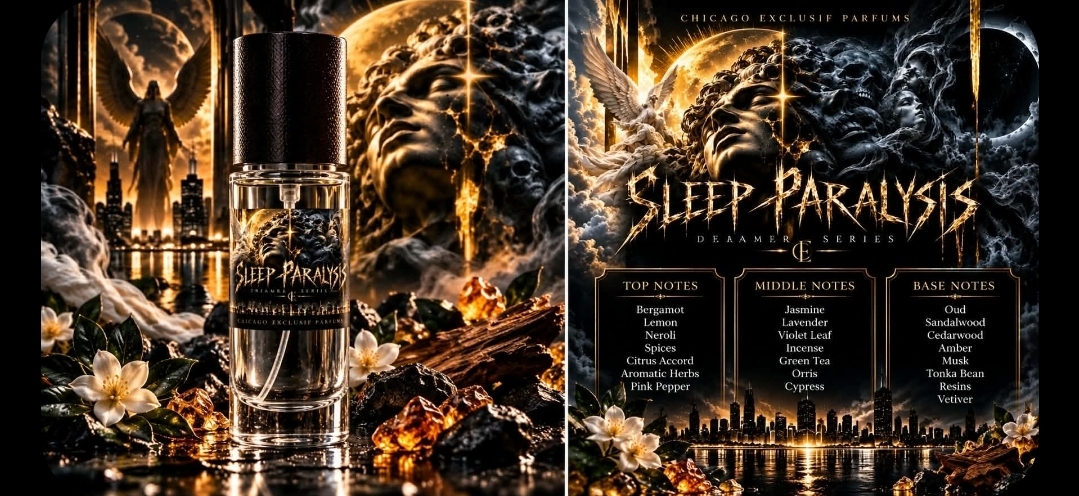 SLEEP PARALYSIS
CHICAGO EXCLUSIF PARFUMS
CHICAGO EXCLUSIF PARFUMS
SLEEP PARALYSIS
DEAAMER SERIES
CE
TOP NOTES
Bergamot
Lemon
Neroli
Spices
Citrus Accord
Aromatic Herbs
Pink Pepper
MIDDLE NOTES
Jasmine
Lavender
Violet Leaf
Incense
Green Tea
Orris
Cypress
BASE NOTES
Oud
Sandalwood
Cedarwood
Amber
Musk
Tonka Bean
Resins
Vetiver